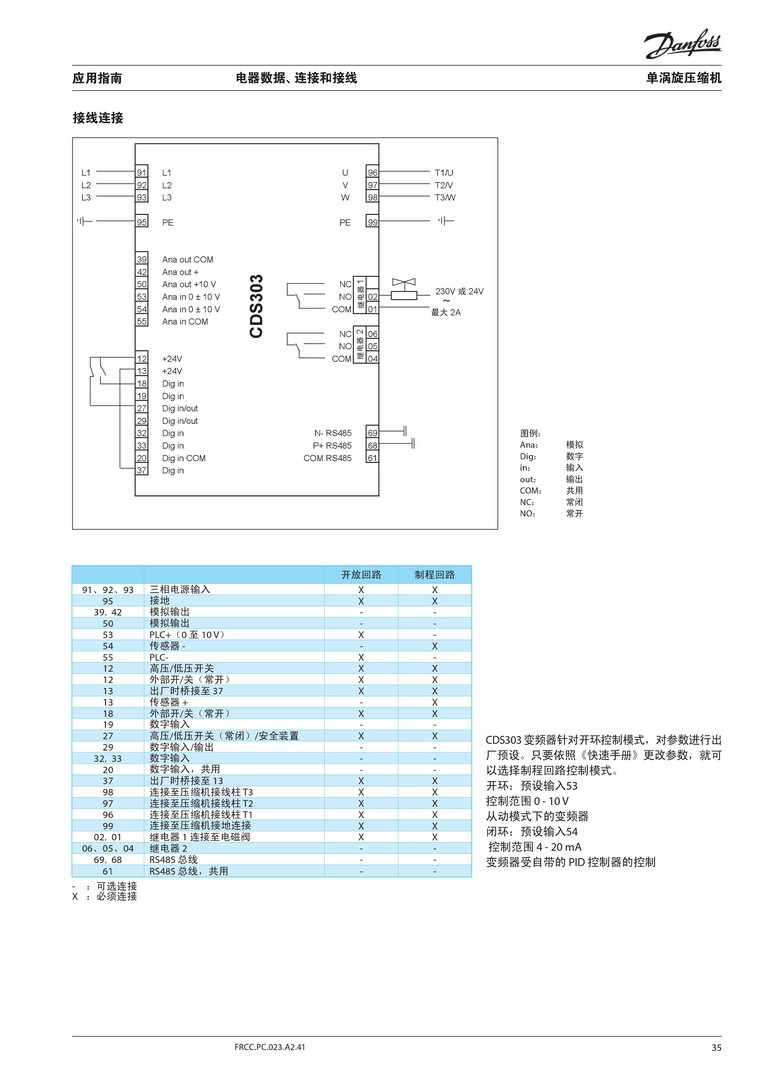 Danfoss
应用指南 电器数据、连接和接线 单涡旋压缩机
接线连接
L1 91 L1 U 96 T1/U
L2 92 L2 V 97 T2/V
L3 93 L3 W 98 T3/W
95 PE PE 99
39 Ana out COM
42 Ana out +
50 Ana out +10 V
53 Ana in 0 ± 10 V
54 Ana in 0 ± 10 V
55 Ana in COM
CDS303
NC
NO 02
COM 01
继电器 1
230V 或 24V
~
最大 2A
NC 06
NO 05
COM 04
继电器 2
12 +24V
13 +24V
18 Dig in
19 Dig in
27 Dig in/out
29 Dig in/out
32 Dig in
33 Dig in
20 Dig in COM
37 Dig in
N- RS485 69
P+ RS485 68
COM RS485 61
图例:
Ana: 模拟
Dig: 数字
in: 输入
out: 输出
COM: 共用
NC: 常闭
NO: 常开
开放回路 制程回路
91、92、93 三相电源输入 X X
95 接地 X X
39, 42 模拟输出 - -
50 模拟输出 - -
53 PLC+（0 至 10 V） X -
54 传感器 - - X
55 PLC- X -
12 高压/低压开关 X X
12 外部开/关（常开） X X
13 出厂时桥接至 37 X X
13 传感器 + - X
18 外部开/关（常开） X X
19 数字输入 - -
27 高压/低压开关（常闭）/安全装置 X X
29 数字输入/输出 - -
32, 33 数字输入 - -
20 数字输入，共用 - -
37 出厂时桥接至 13 X X
98 连接至压缩机接线柱 T3 X X
97 连接至压缩机接线柱 T2 X X
96 连接至压缩机接线柱 T1 X X
99 连接至压缩机接地连接 X X
02, 01 继电器 1 连接至电磁阀 X X
06、05、04 继电器 2 - -
69, 68 RS485 总线 - -
61 RS485 总线，共用 - -
- ：可选连接
X ：必须连接
CDS303 变频器针对开环控制模式，对参数进行出
厂预设。只要依照《快速手册》更改参数，就可
以选择制程回路控制模式。
开环：预设输入53
控制范围 0 - 10 V
从动模式下的变频器
闭环：预设输入54
控制范围 4 - 20 mA
变频器受自带的 PID 控制器的控制
FRCC.PC.023.A2.41 35